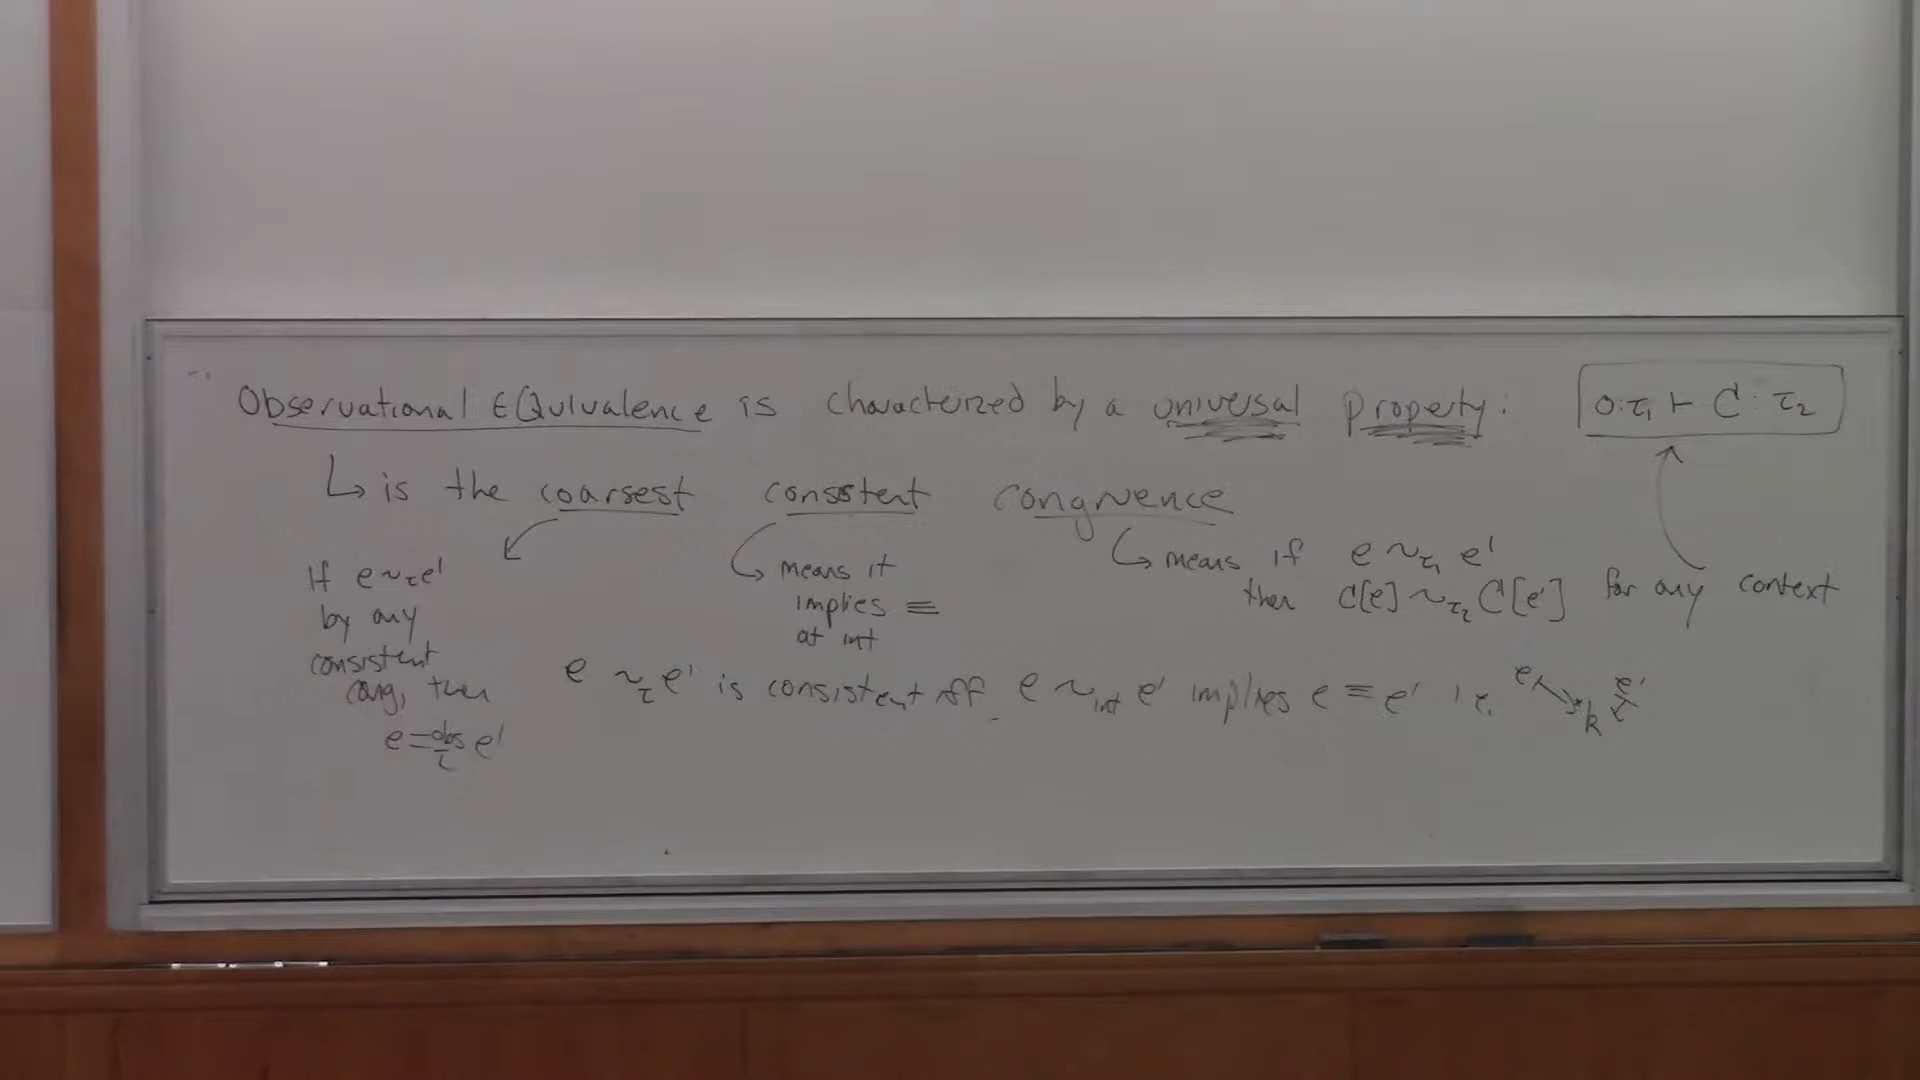 Observational EQuivalence is characterized by a universal property:
o:τ₁ ⊢ C : τ₂
↳ is the coarsest consistent congruence
If e ~τ e'
by any
consistent
cong, then
e =obs τ e'
↳ means it
implies ≡
at int
↳ means if e ~τ₁ e'
then C[e] ~τ₂ C[e'] for any context
e ~τ e' is consistent iff e ~int e' implies e ≡ e' i.e. e ↘ k e'